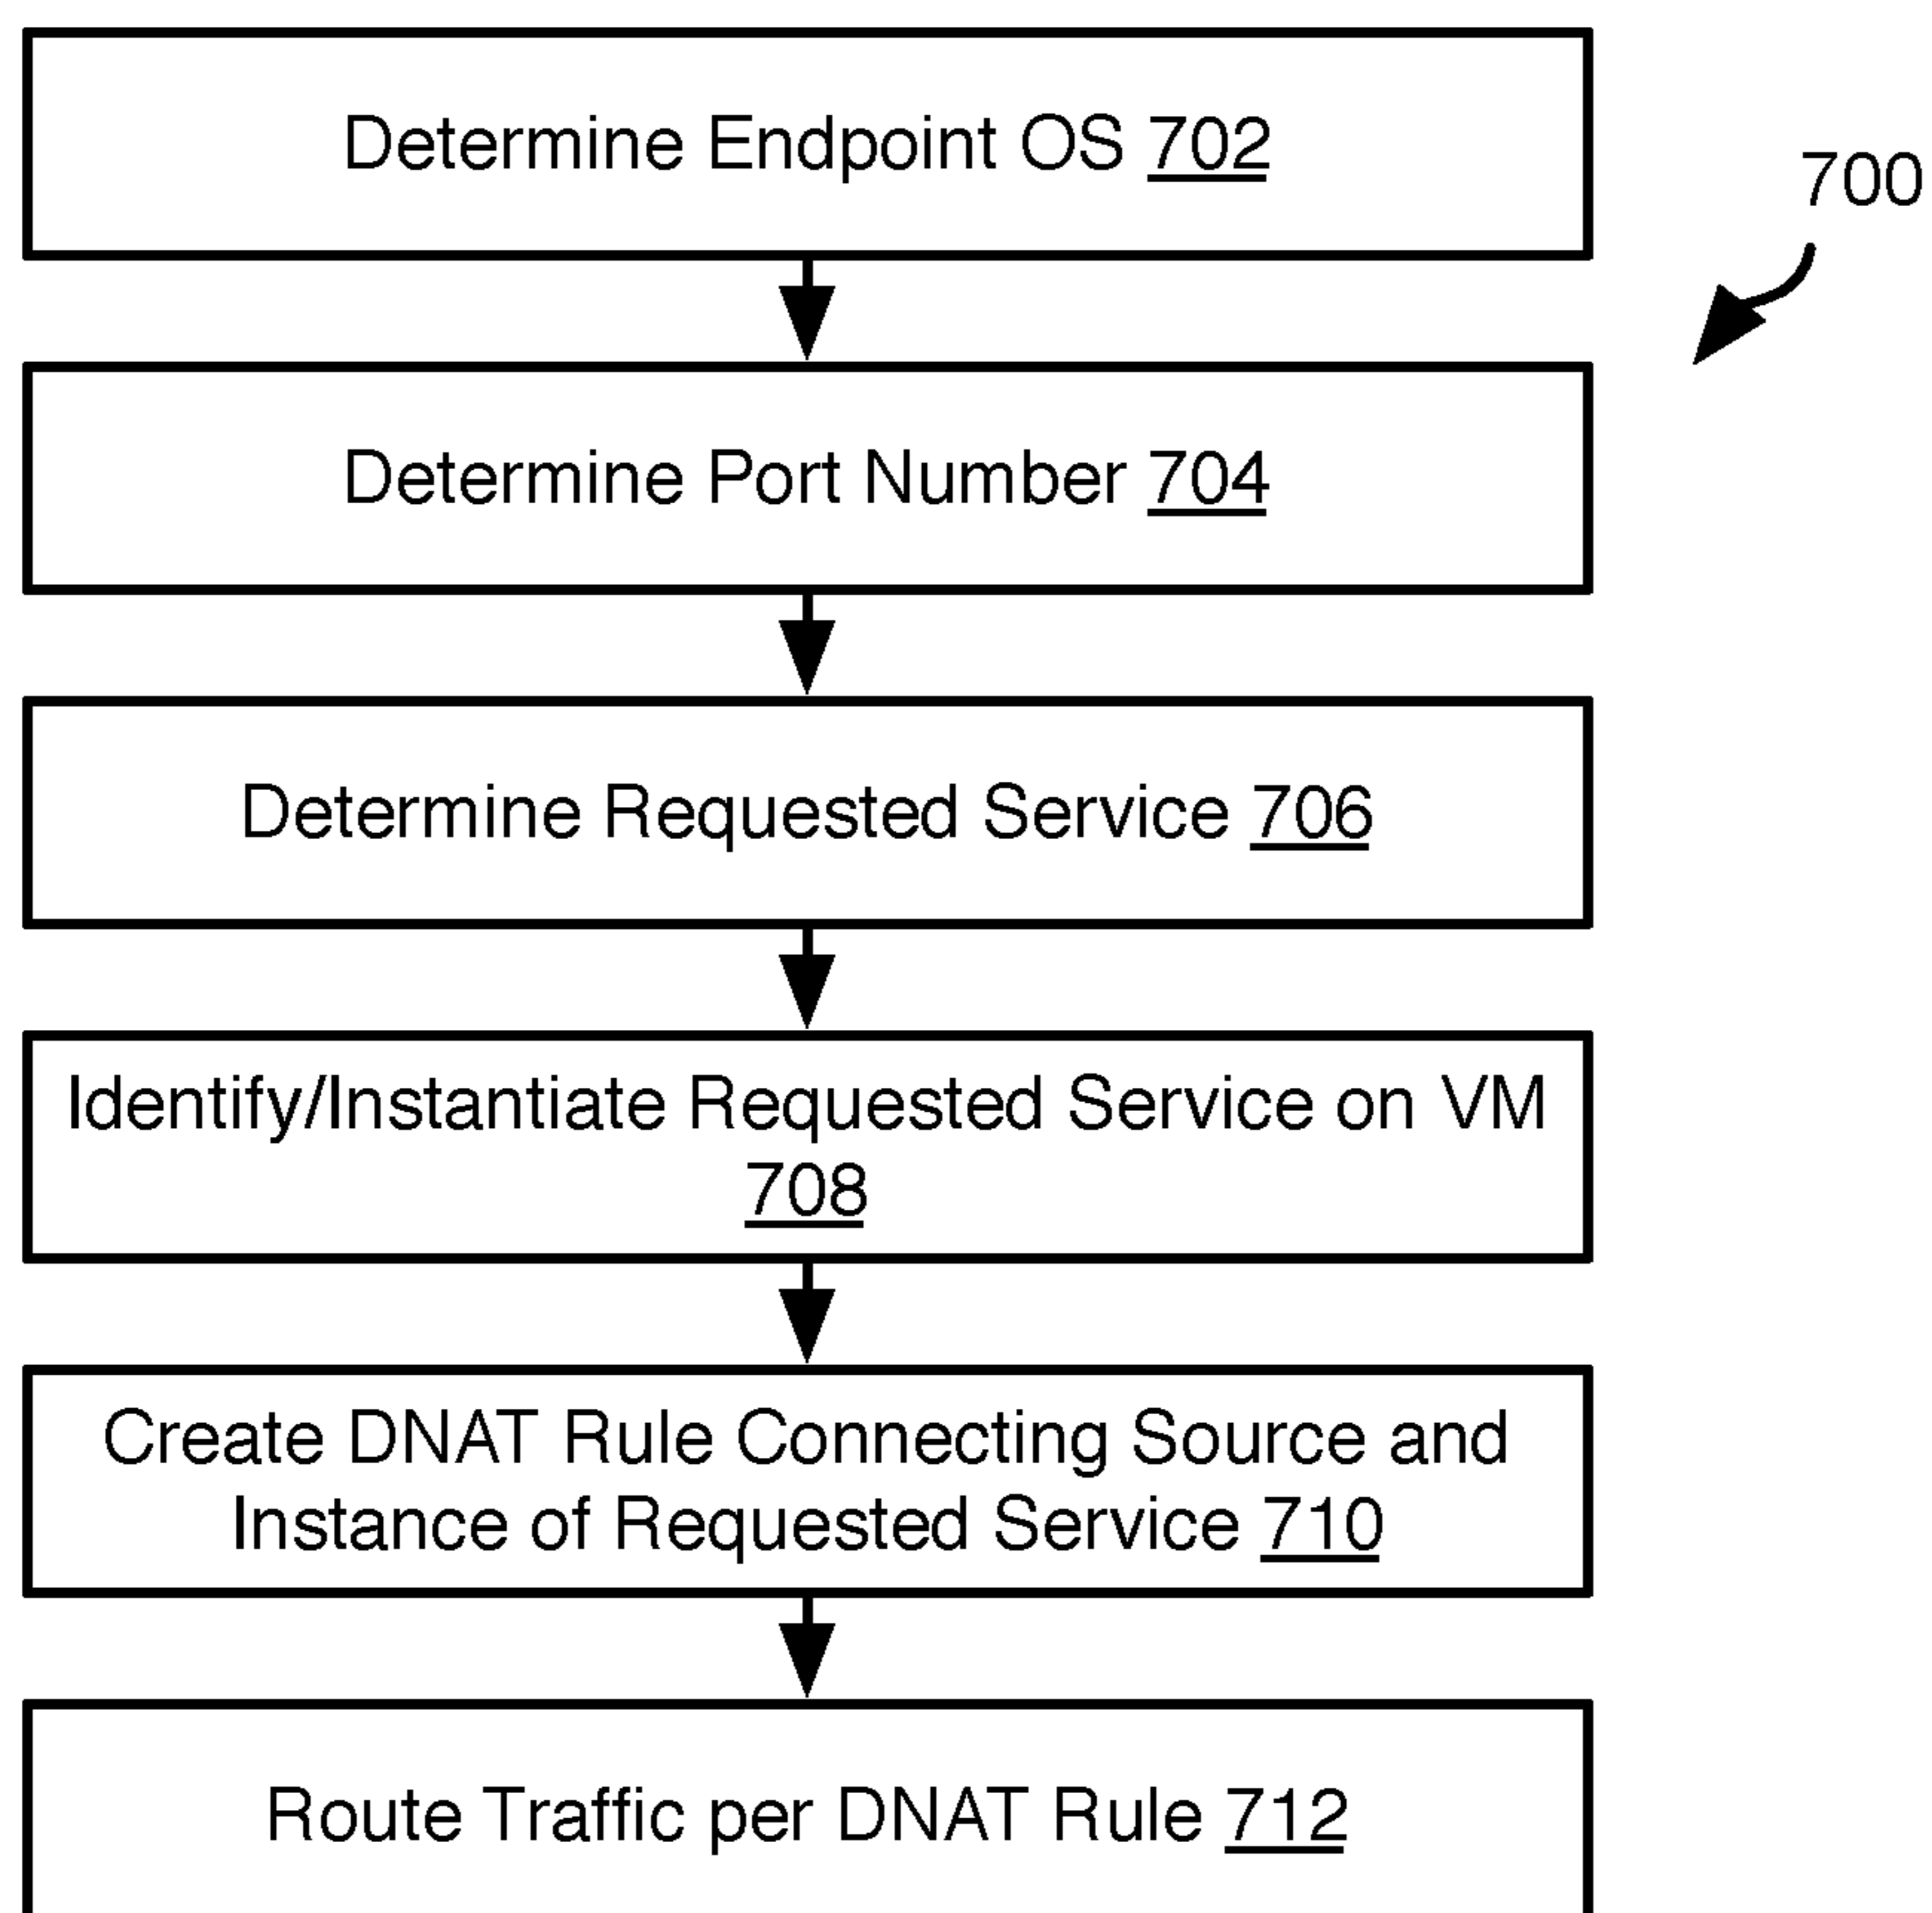 Determine Endpoint OS 702
700
Determine Port Number 704
Determine Requested Service 706
Identify/Instantiate Requested Service on VM
708
Create DNAT Rule Connecting Source and
Instance of Requested Service 710
Route Traffic per DNAT Rule 712